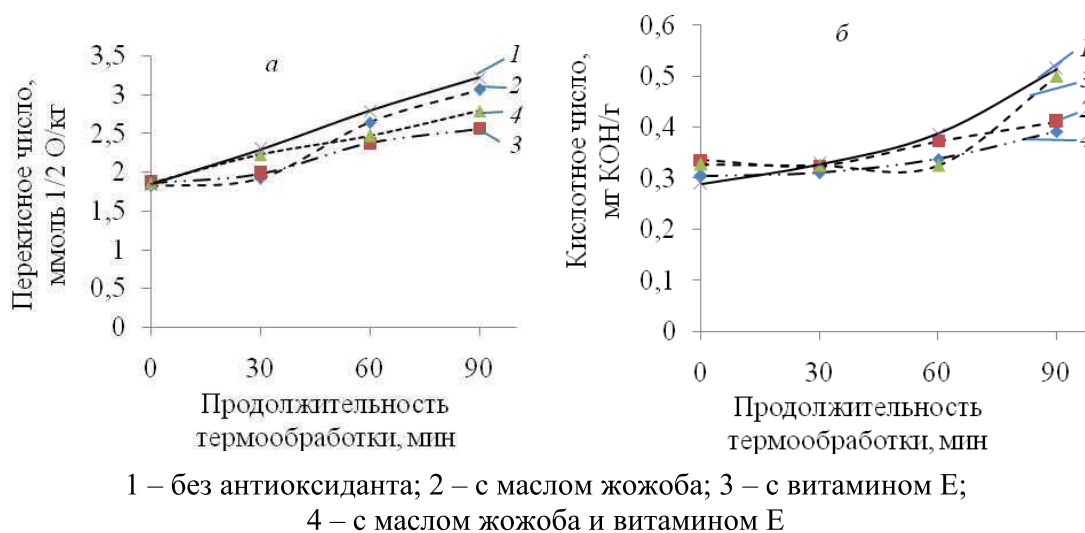 Перекисное число,
ммоль 1/2 О/кг
3,5
3
2,5
2
1,5
1
0,5
0
а
1
2
4
3
0
30
60
90
Продолжительность
термообработки, мин
Кислотное число,
мг КОН/г
0,6
0,5
0,4
0,3
0,2
0,1
0
б
0
30
60
90
Продолжительность
термообработки, мин
1 – без антиоксиданта; 2 – с маслом жожоба; 3 – с витамином Е;
4 – с маслом жожоба и витамином Е